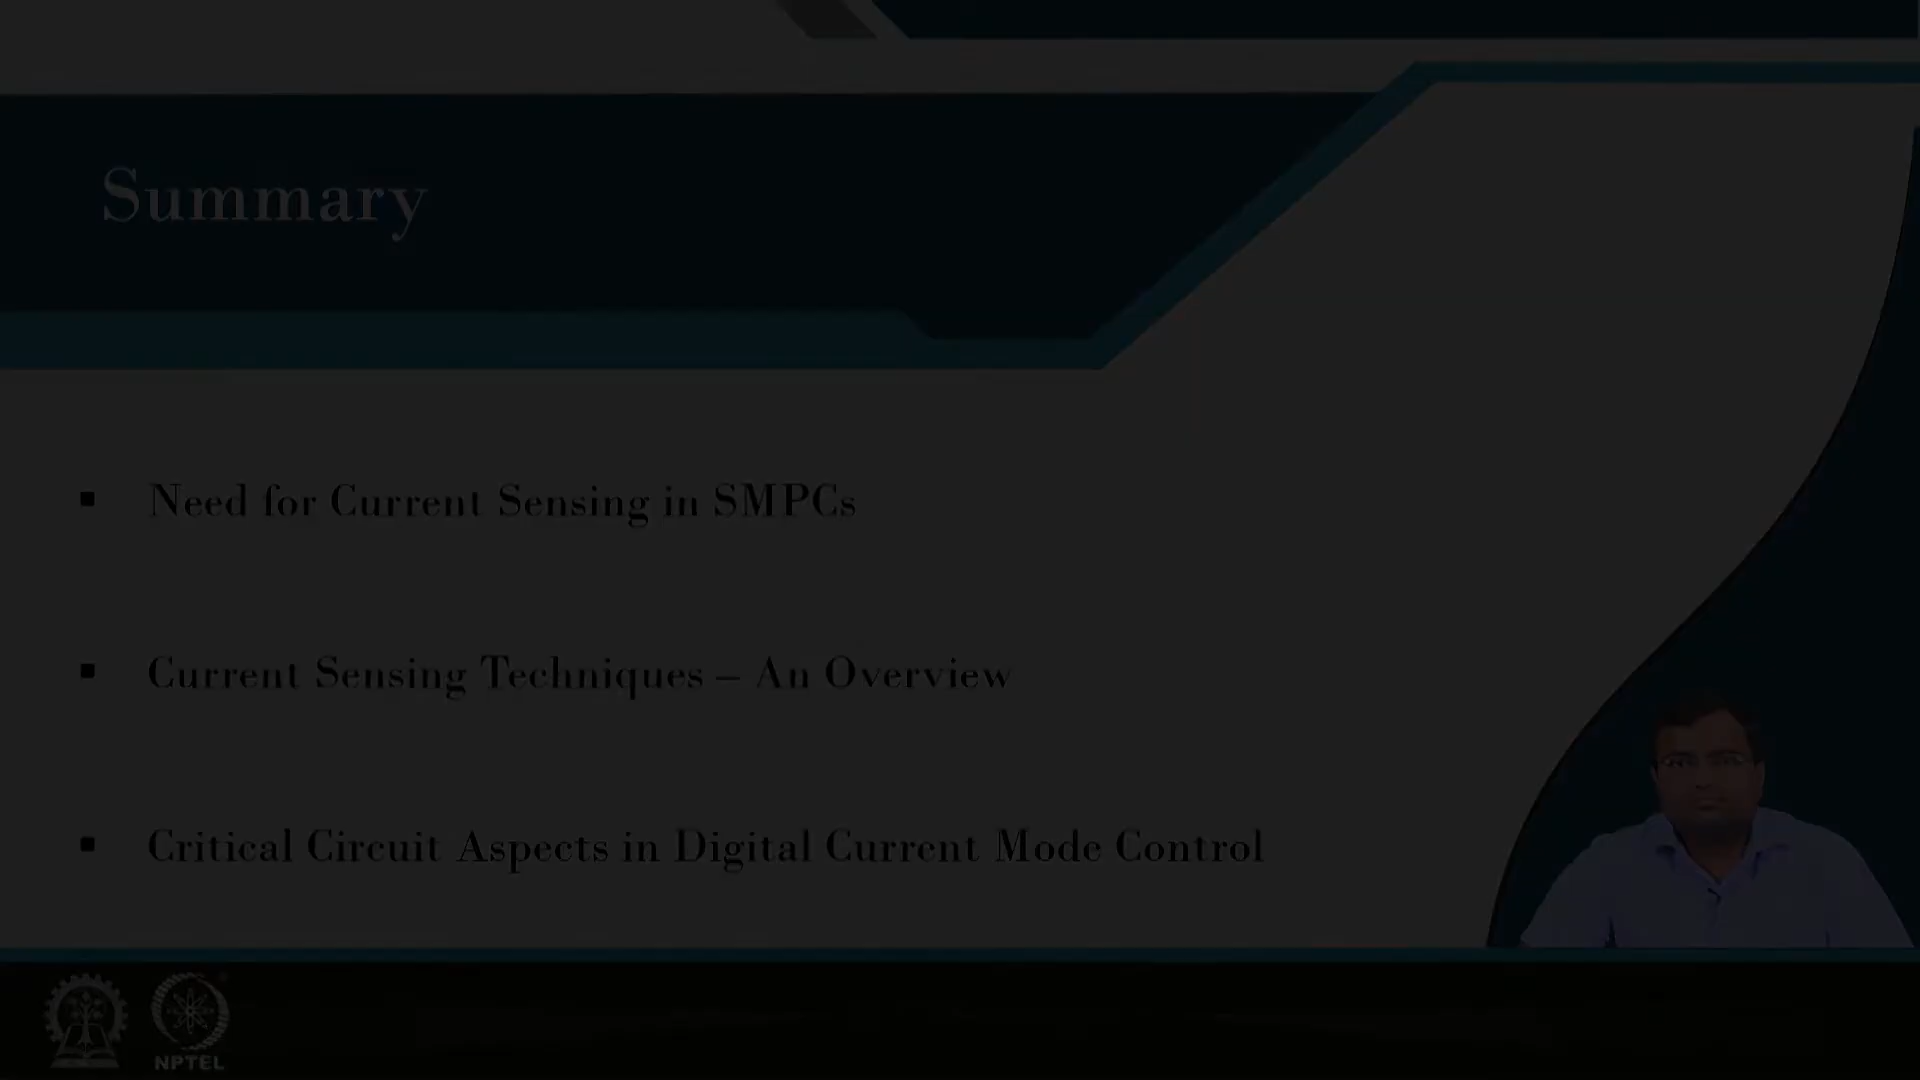 Summary
▪ Need for Current Sensing in SMPCs
▪ Current Sensing Techniques – An Overview
▪ Critical Circuit Aspects in Digital Current Mode Control
NPTEL